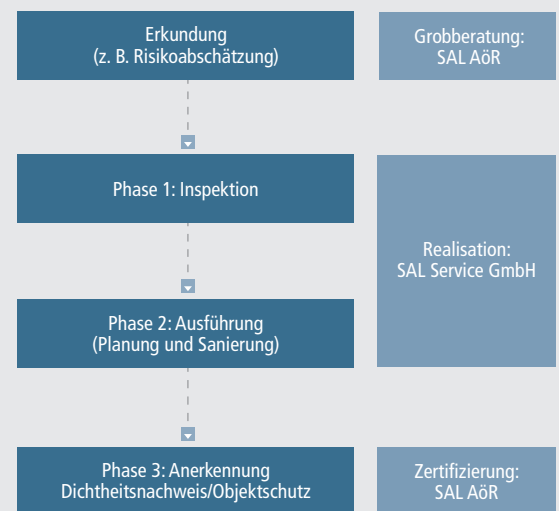 Erkundung
(z. B. Risikoabschätzung)
Grobberatung:
SAL AöR
Phase 1: Inspektion
Realisation:
SAL Service GmbH
Phase 2: Ausführung
(Planung und Sanierung)
Phase 3: Anerkennung
Dichtheitsnachweis/Objektschutz
Zertifizierung:
SAL AöR